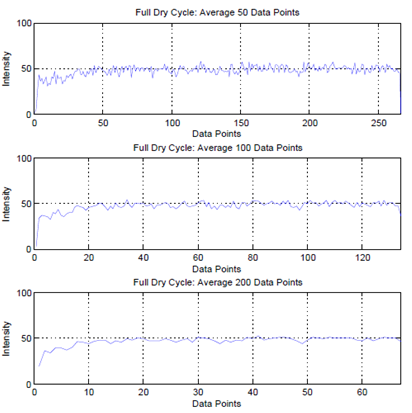 Full Dry Cycle: Average 50 Data Points
100
50
0
Intensity
0 50 100 150 200 250
Data Points
Full Dry Cycle: Average 100 Data Points
100
50
0
Intensity
0 20 40 60 80 100 120
Data Points
Full Dry Cycle: Average 200 Data Points
100
50
0
Intensity
0 10 20 30 40 50 60
Data Points